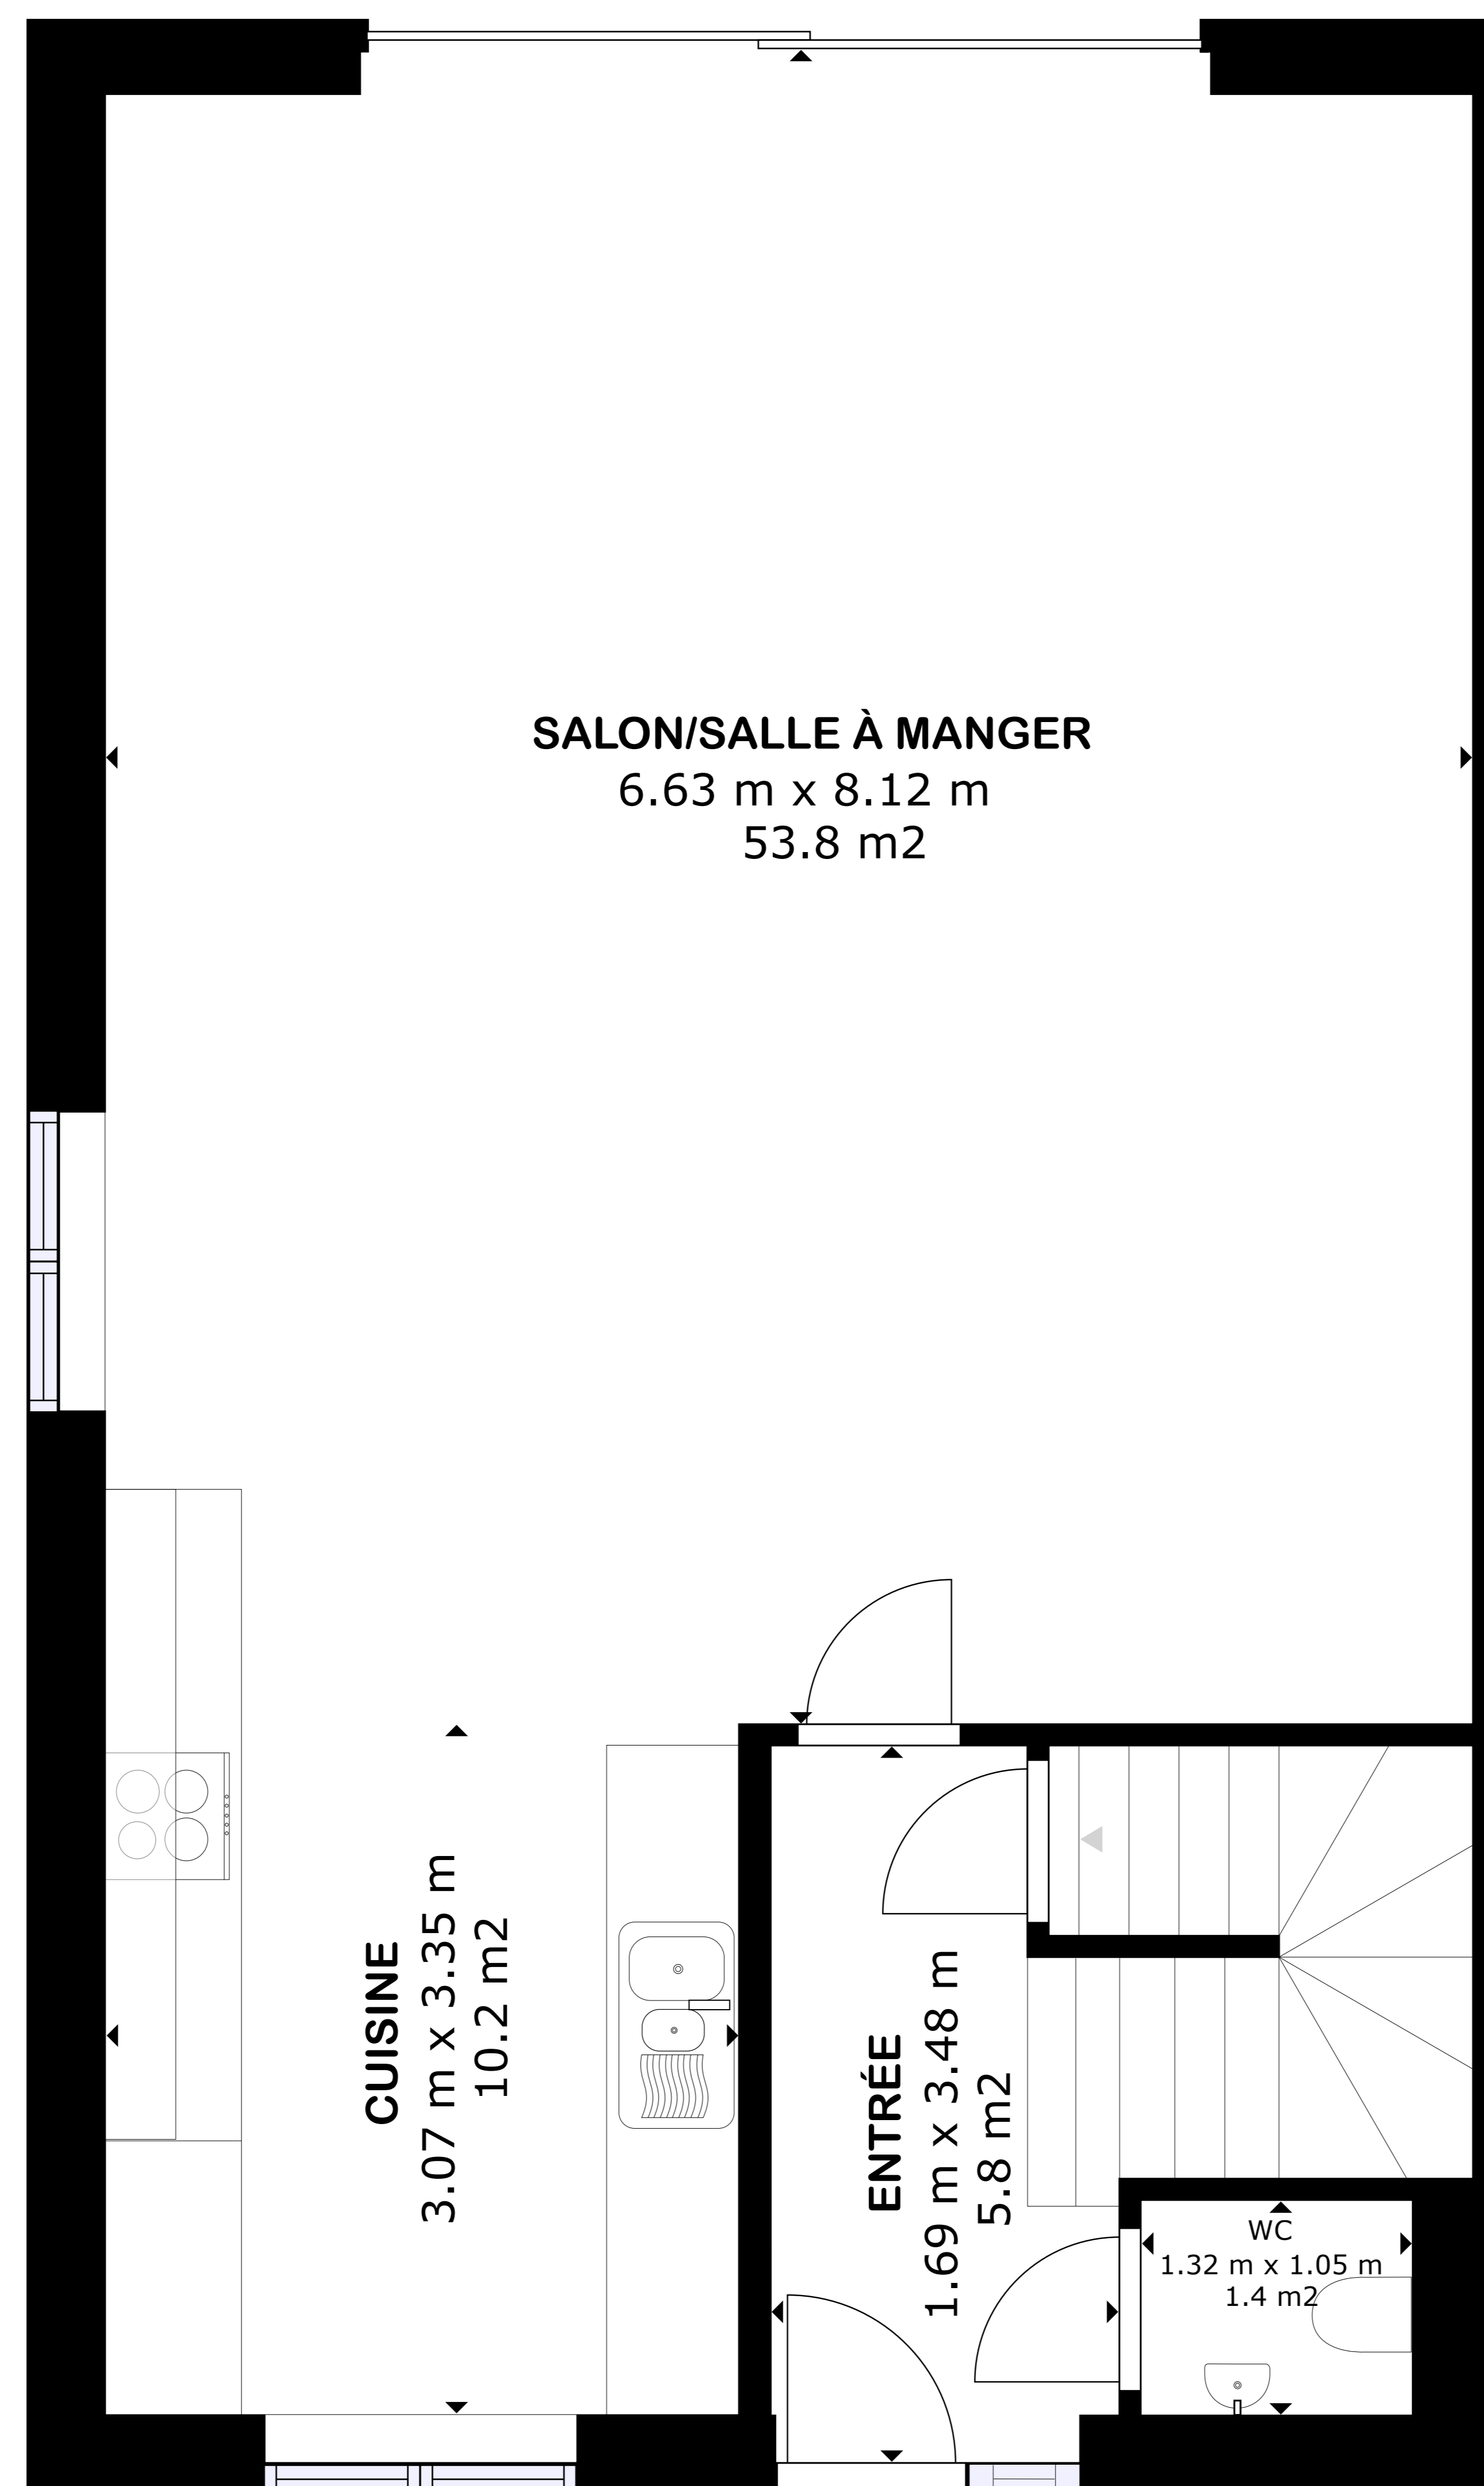 SALON/SALLE À MANGER
6.63 m x 8.12 m
53.8 m2
CUISINE
3.07 m x 3.35 m
10.2 m2
ENTRÉE
1.69 m x 3.48 m
5.8 m2
WC
1.32 m x 1.05 m
1.4 m2